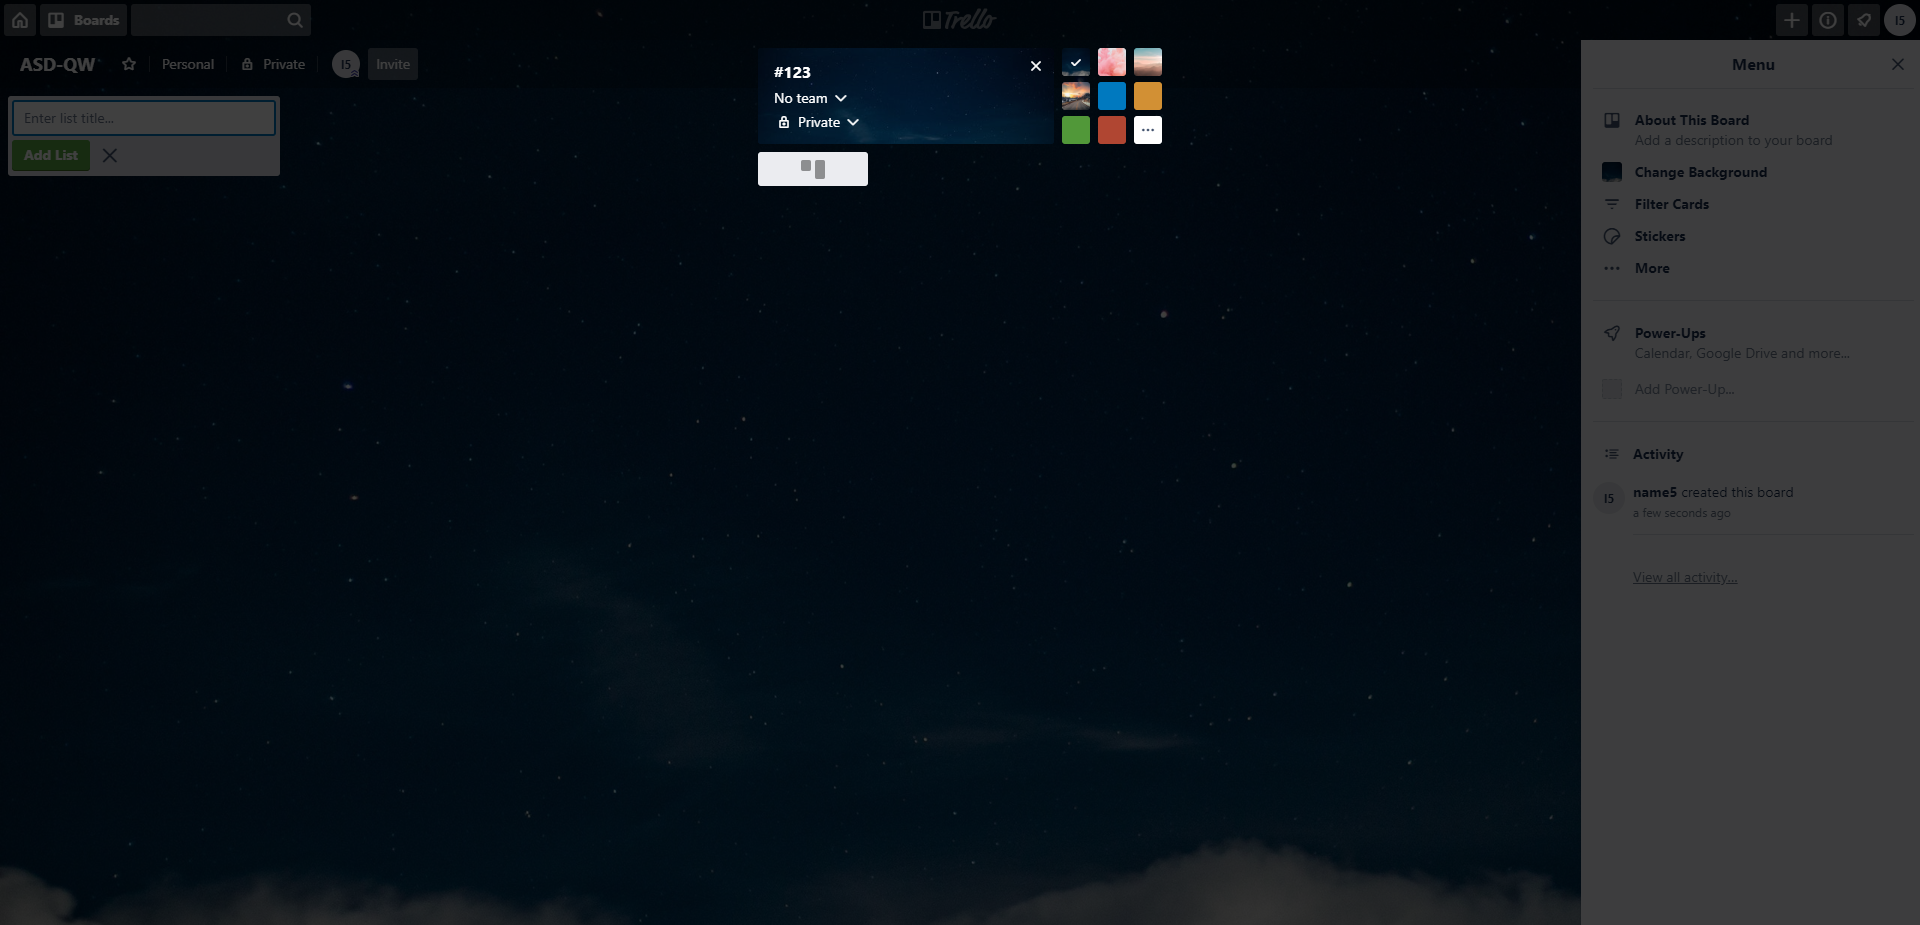 Boards
Trello
I5
ASD-QW
Personal
Private
I5
Invite
#123
No team
Private
Enter list title...
Add List
Menu
About This Board
Add a description to your board
Change Background
Filter Cards
Stickers
More
Power-Ups
Calendar, Google Drive and more...
Add Power-Up...
Activity
I5
name5 created this board
a few seconds ago
View all activity...